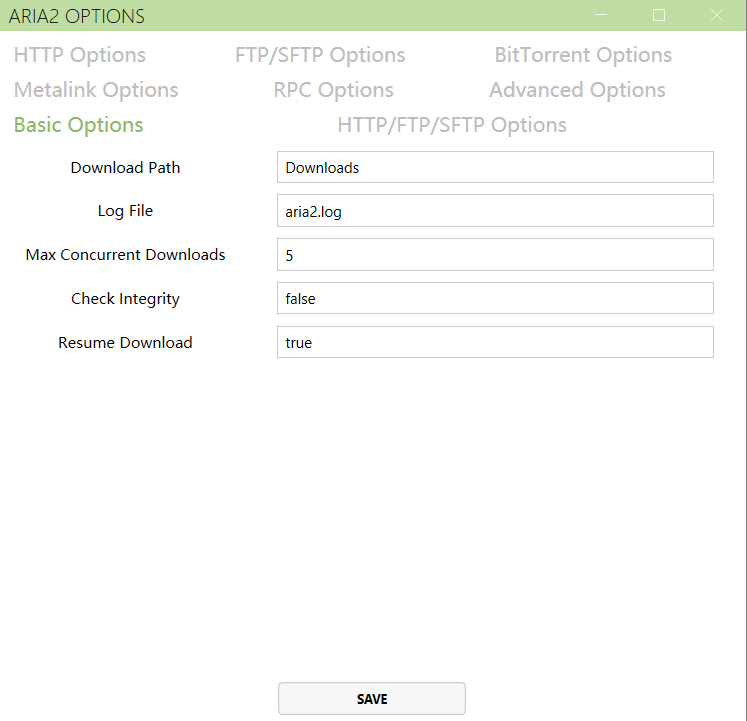 ARIA2 OPTIONS
HTTP Options FTP/SFTP Options BitTorrent Options
Metalink Options RPC Options Advanced Options
Basic Options HTTP/FTP/SFTP Options
Download Path Downloads
Log File aria2.log
Max Concurrent Downloads 5
Check Integrity false
Resume Download true
SAVE